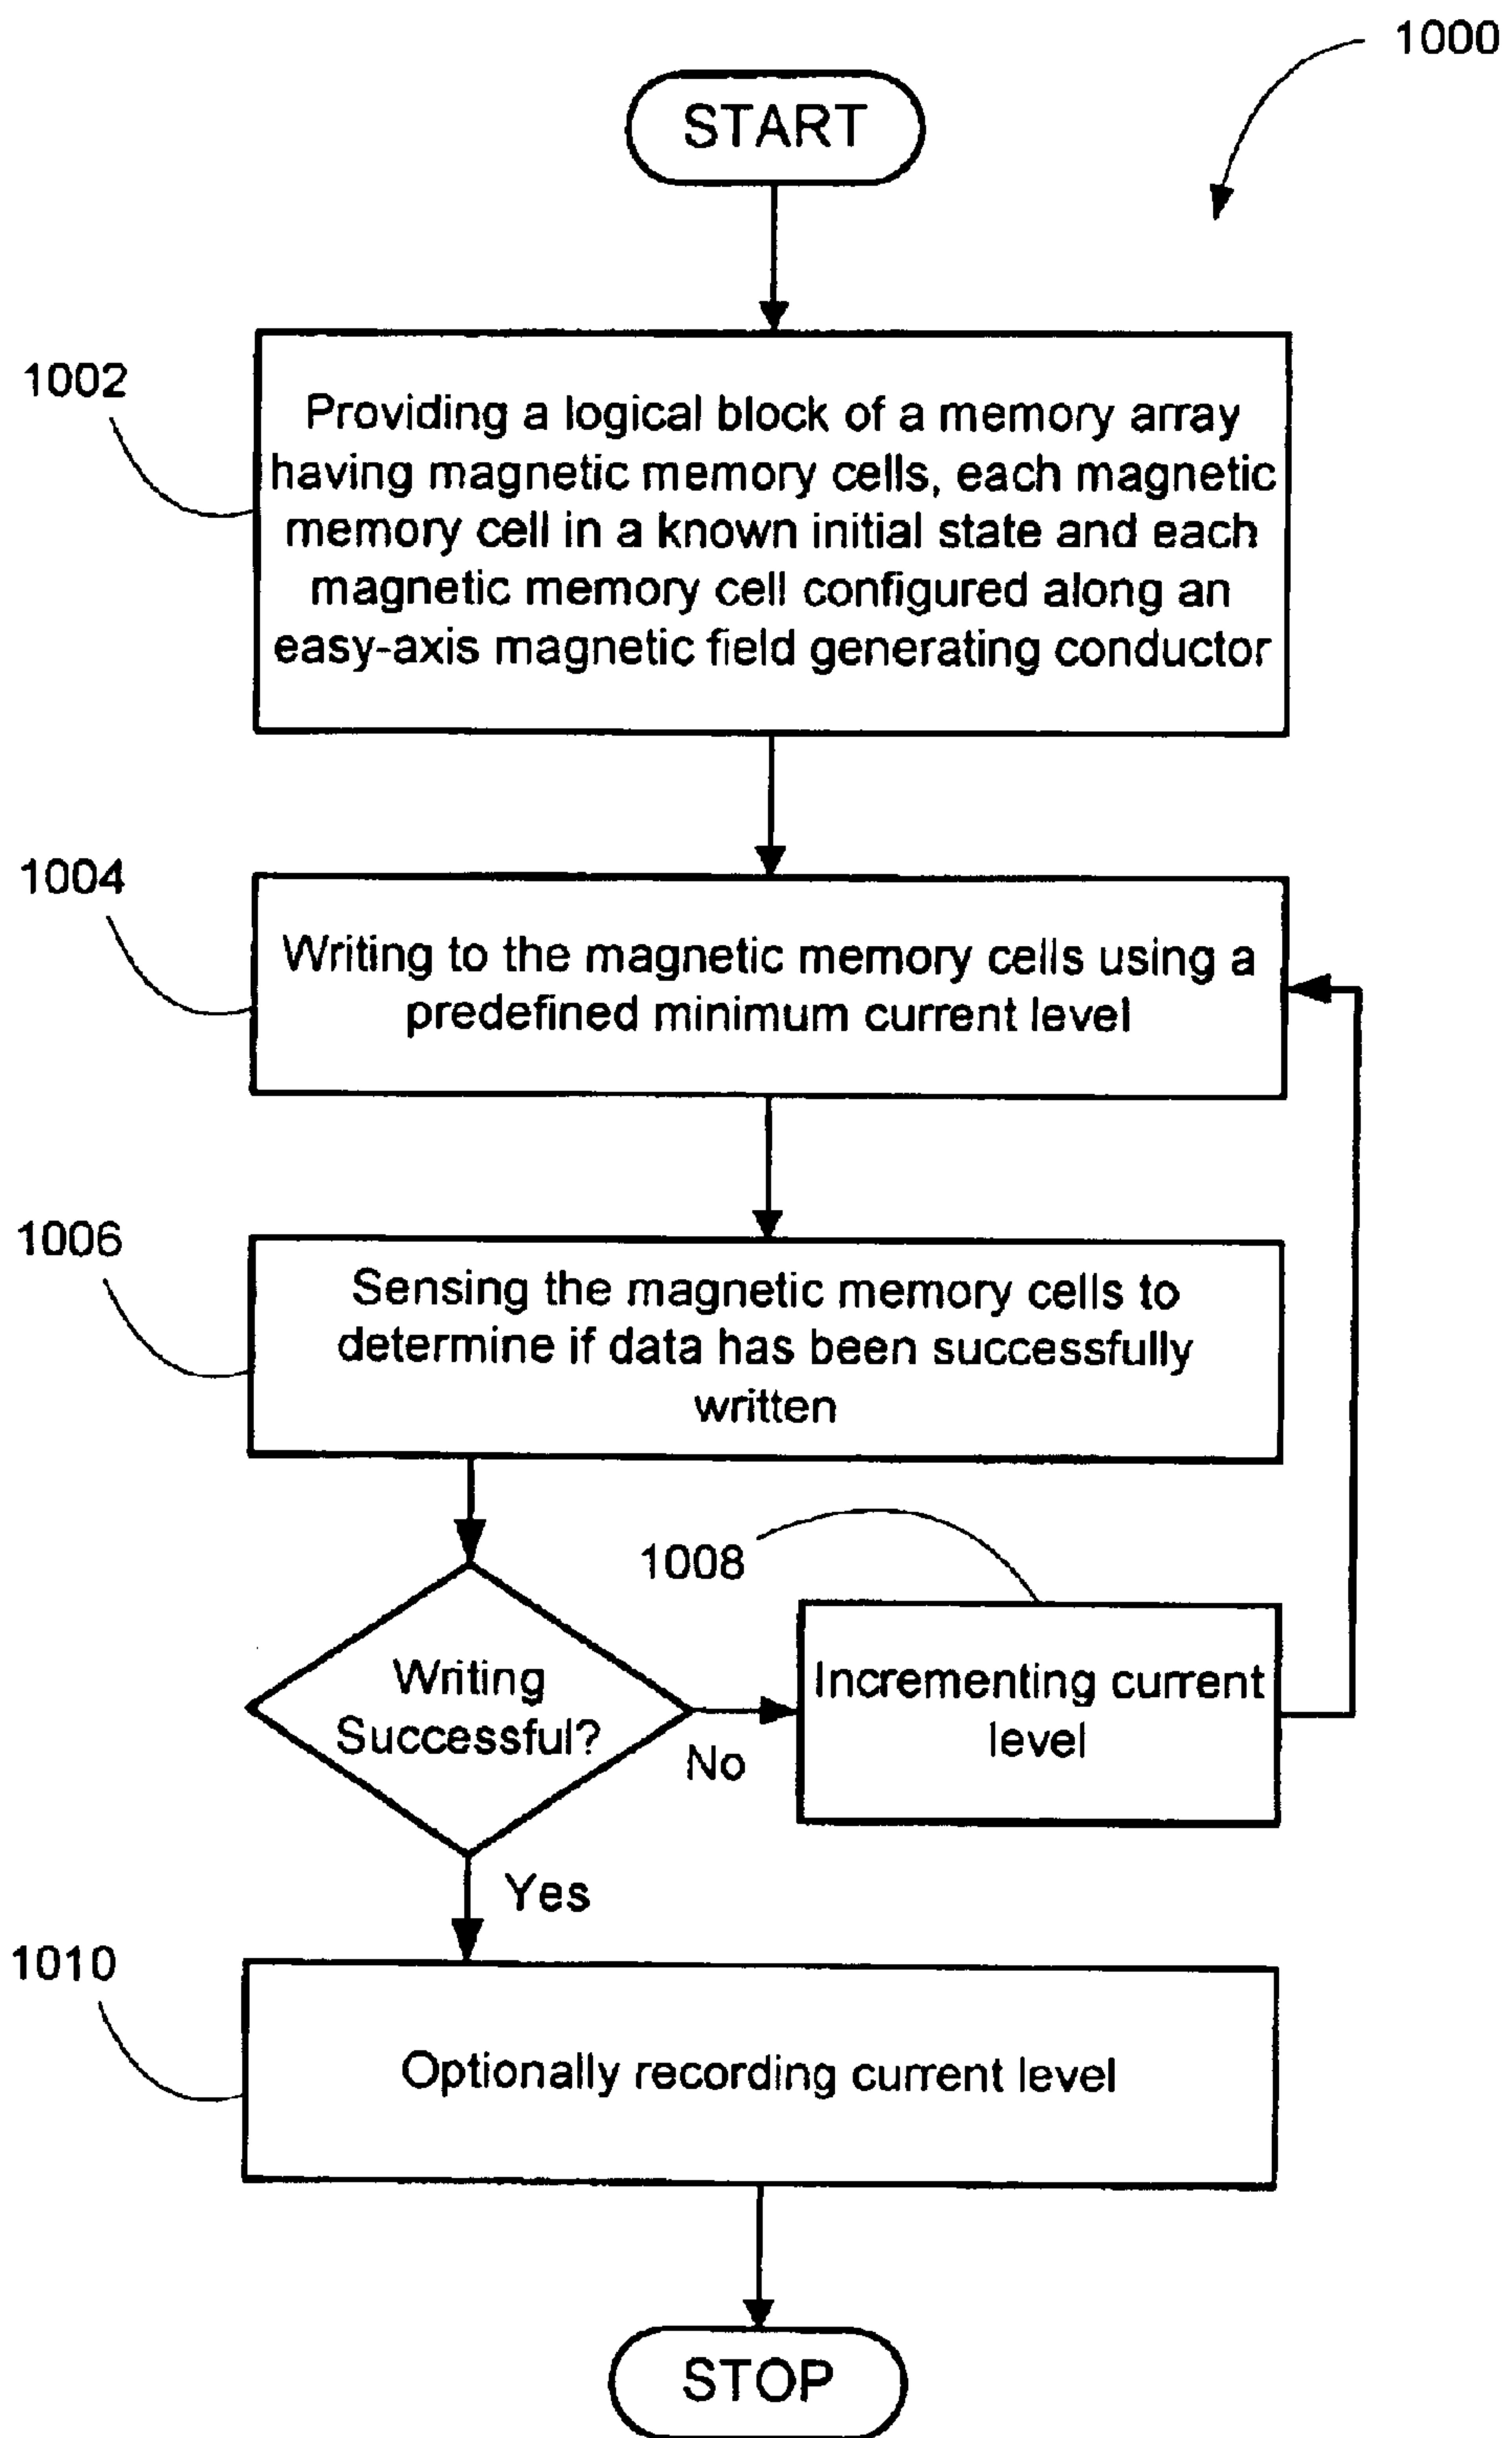 1000
START
1002
Providing a logical block of a memory array
having magnetic memory cells, each magnetic
memory cell in a known initial state and each
magnetic memory cell configured along an
easy-axis magnetic field generating conductor
1004
Writing to the magnetic memory cells using a
predefined minimum current level
1006
Sensing the magnetic memory cells to
determine if data has been successfully
written
1008
Writing
Successful?
No
Incrementing current
level
Yes
1010
Optionally recording current level
STOP